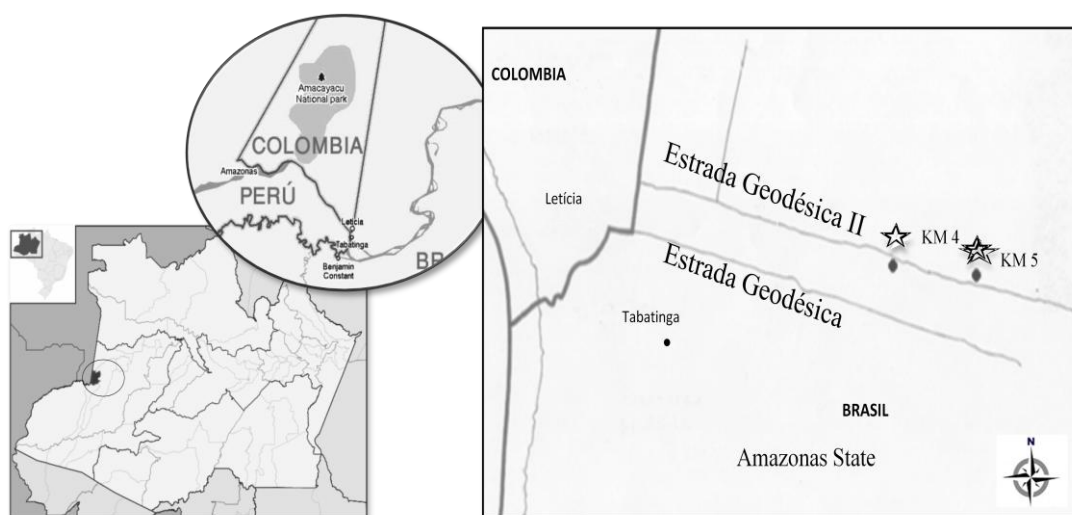 Amacayacu
National park
COLOMBIA
Amazonas
PERÚ
Letícia
Tabatinga
Benjamin
Constant
BR
COLOMBIA
Estrada Geodésica II
Letícia
KM 4
KM 5
Estrada Geodésica
Tabatinga
BRASIL
Amazonas State
N